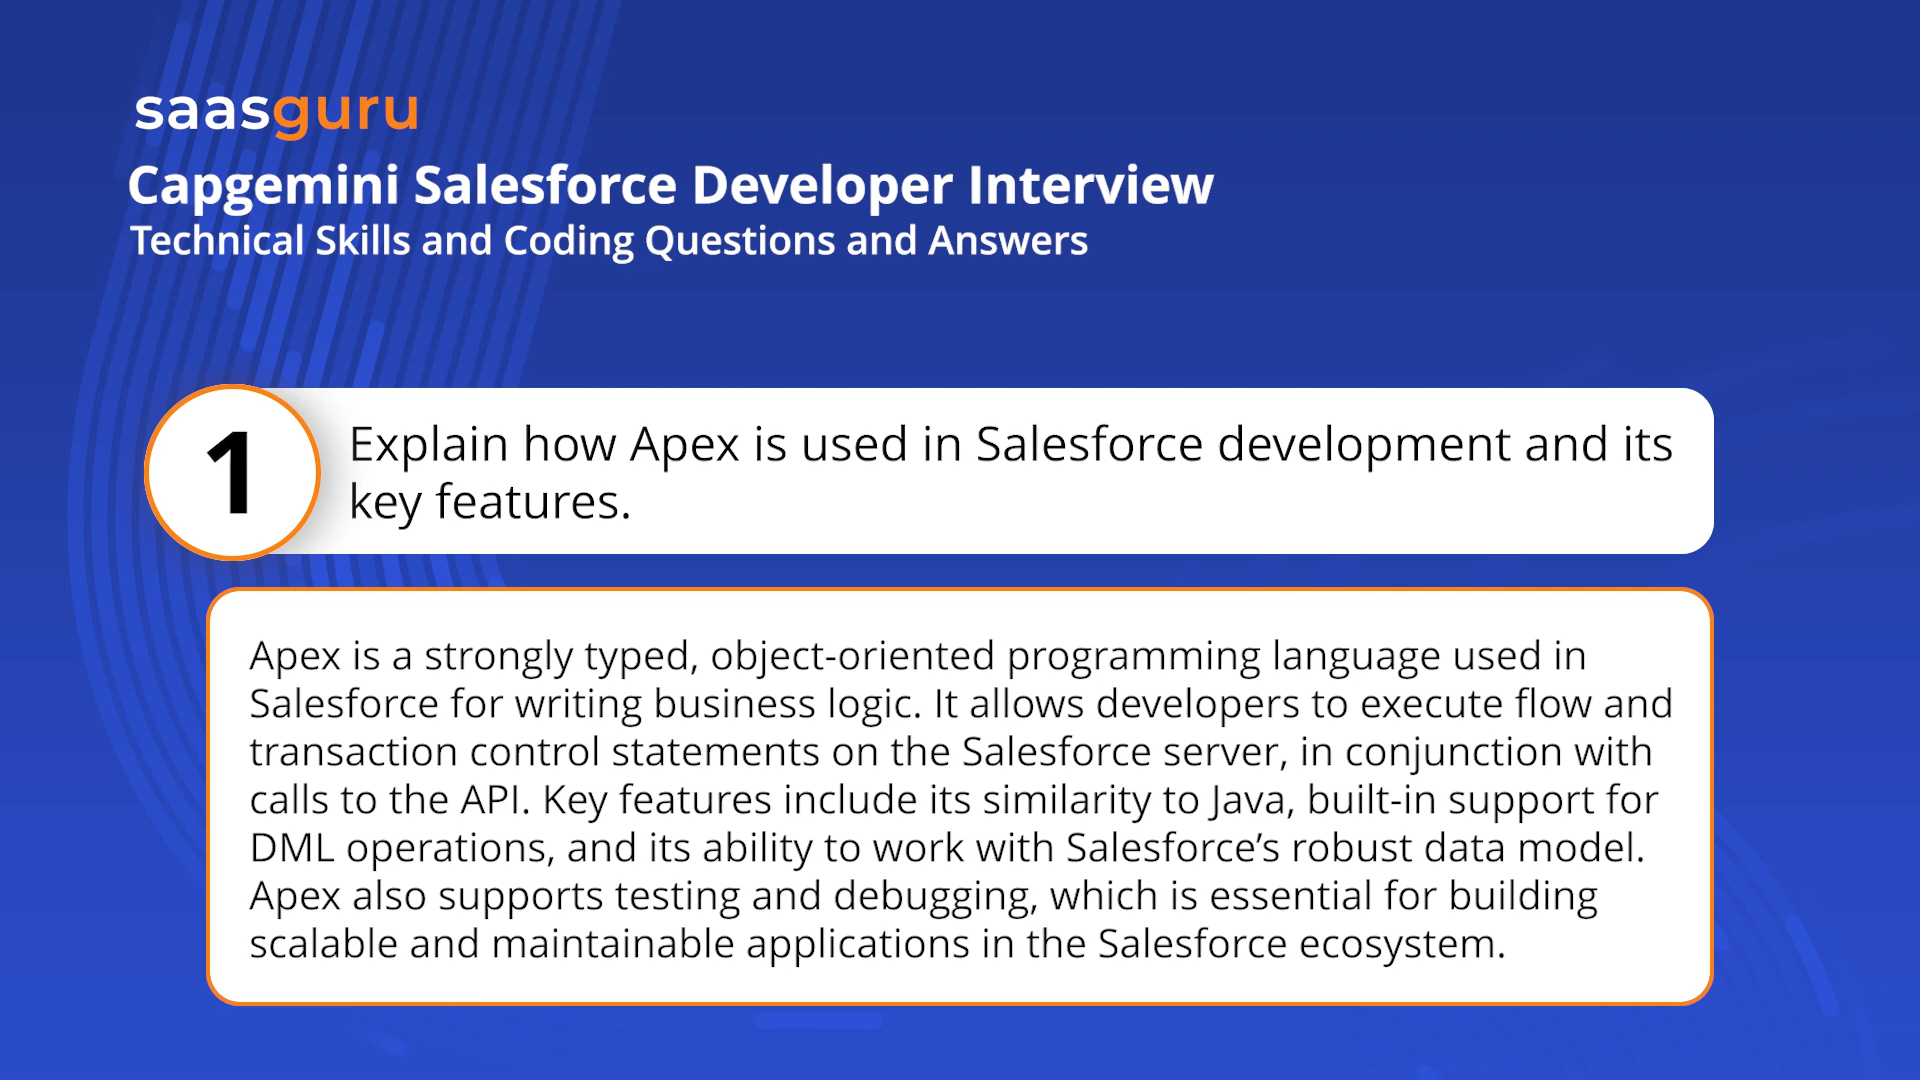 saasguru
Capgemini Salesforce Developer Interview
Technical Skills and Coding Questions and Answers
1
Explain how Apex is used in Salesforce development and its
key features.
Apex is a strongly typed, object-oriented programming language used in
Salesforce for writing business logic. It allows developers to execute flow and
transaction control statements on the Salesforce server, in conjunction with
calls to the API. Key features include its similarity to Java, built-in support for
DML operations, and its ability to work with Salesforce’s robust data model.
Apex also supports testing and debugging, which is essential for building
scalable and maintainable applications in the Salesforce ecosystem.